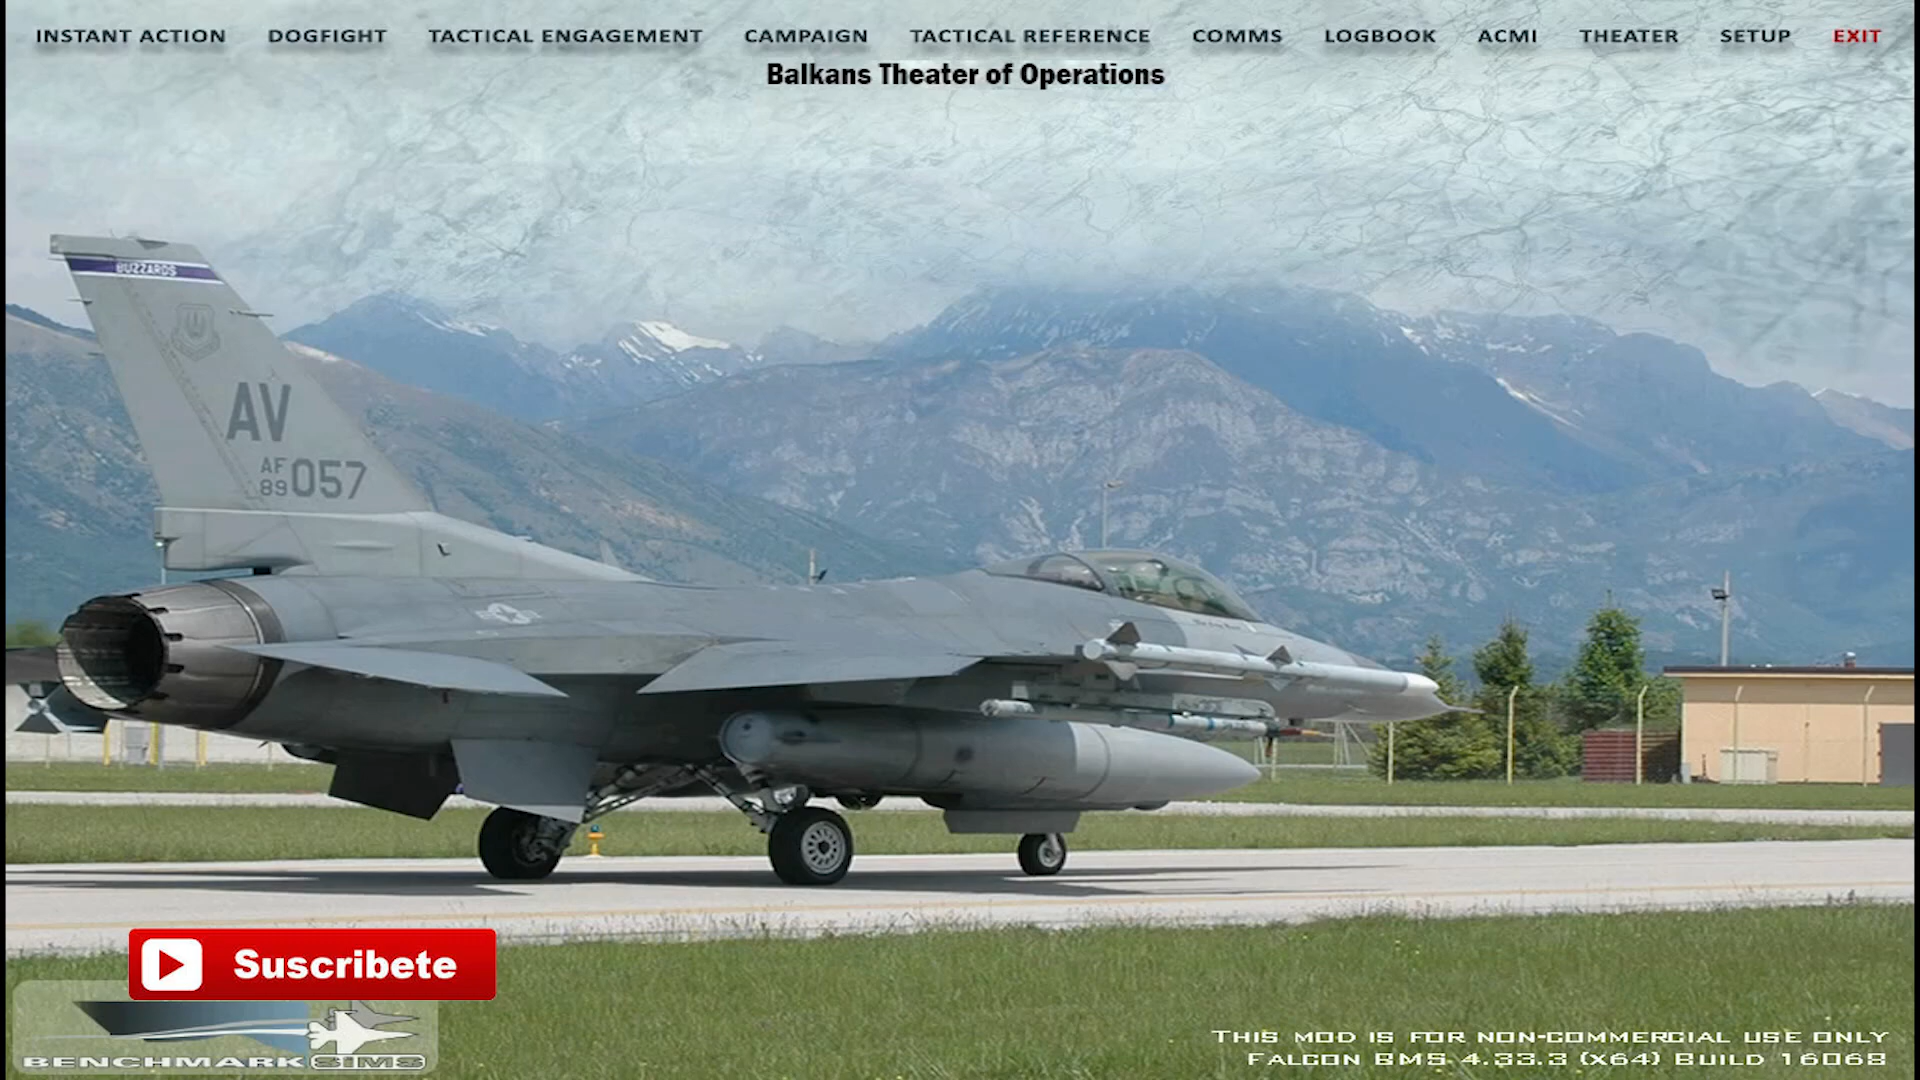 INSTANT ACTION DOGFIGHT TACTICAL ENGAGEMENT CAMPAIGN TACTICAL REFERENCE COMMS LOGBOOK ACMI THEATER SETUP EXIT
Balkans Theater of Operations
BUZZARDS
AV
AF
89 057
Suscribete
BENCHMARK SIMS
THIS MOD IS FOR NON-COMMERCIAL USE ONLY
FALCON BMS 4.33.3 (X64) BUILD 16068